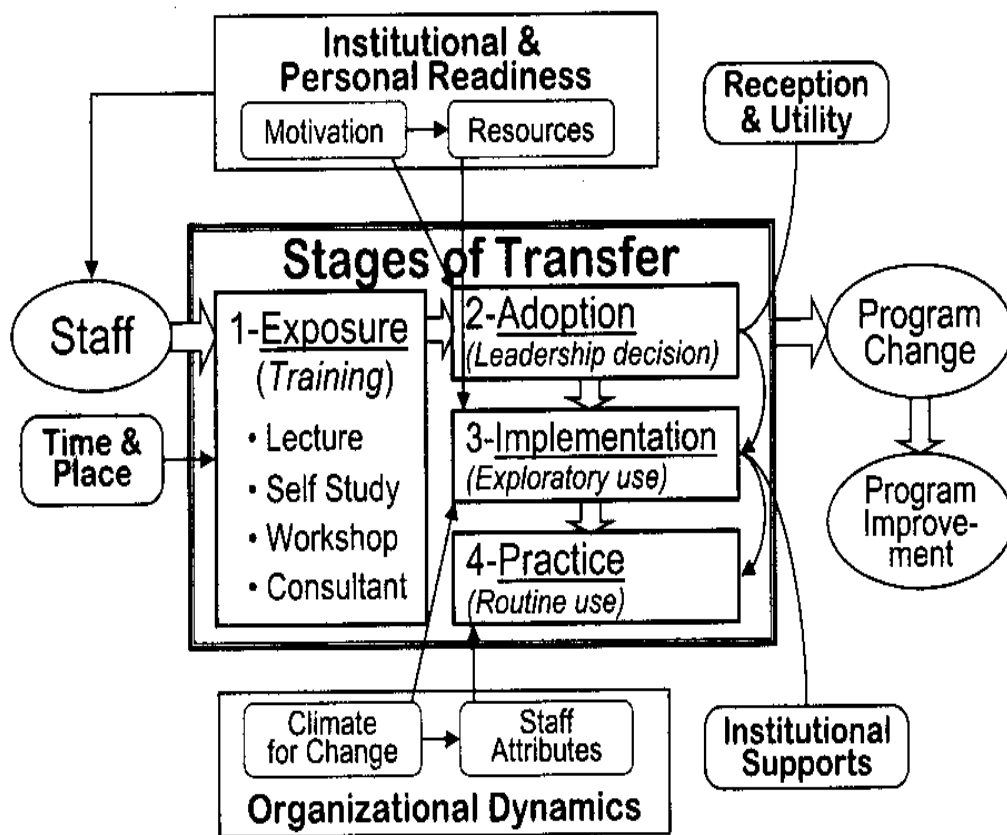 Institutional &
Personal Readiness
Motivation
Resources
Reception
& Utility
Stages of Transfer
Staff
1-Exposure
(Training)
• Lecture
• Self Study
• Workshop
• Consultant
2-Adoption
(Leadership decision)
3-Implementation
(Exploratory use)
4-Practice
(Routine use)
Program
Change
Program
Improve-
ment
Time &
Place
Climate
for Change
Staff
Attributes
Organizational Dynamics
Institutional
Supports